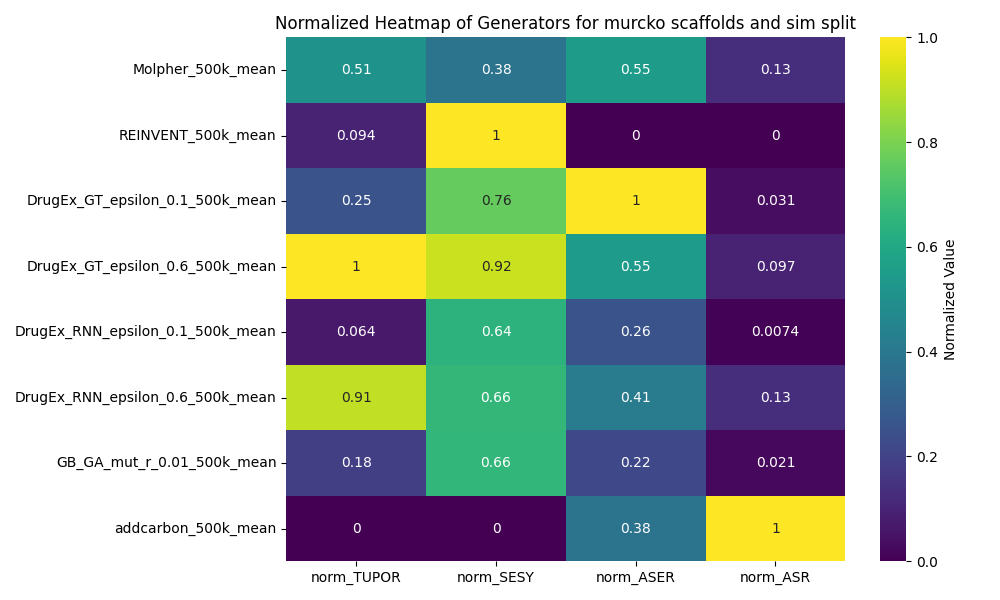 Normalized Heatmap of Generators for murcko scaffolds and sim split
Molpher_500k_mean 0.51 0.38 0.55 0.13
REINVENT_500k_mean 0.094 1 0 0
DrugEx_GT_epsilon_0.1_500k_mean 0.25 0.76 1 0.031
DrugEx_GT_epsilon_0.6_500k_mean 1 0.92 0.55 0.097
DrugEx_RNN_epsilon_0.1_500k_mean 0.064 0.64 0.26 0.0074
DrugEx_RNN_epsilon_0.6_500k_mean 0.91 0.66 0.41 0.13
GB_GA_mut_r_0.01_500k_mean 0.18 0.66 0.22 0.021
addcarbon_500k_mean 0 0 0.38 1
norm_TUPOR norm_SESY norm_ASER norm_ASR
1.0
0.8
0.6
0.4
0.2
0.0
Normalized Value